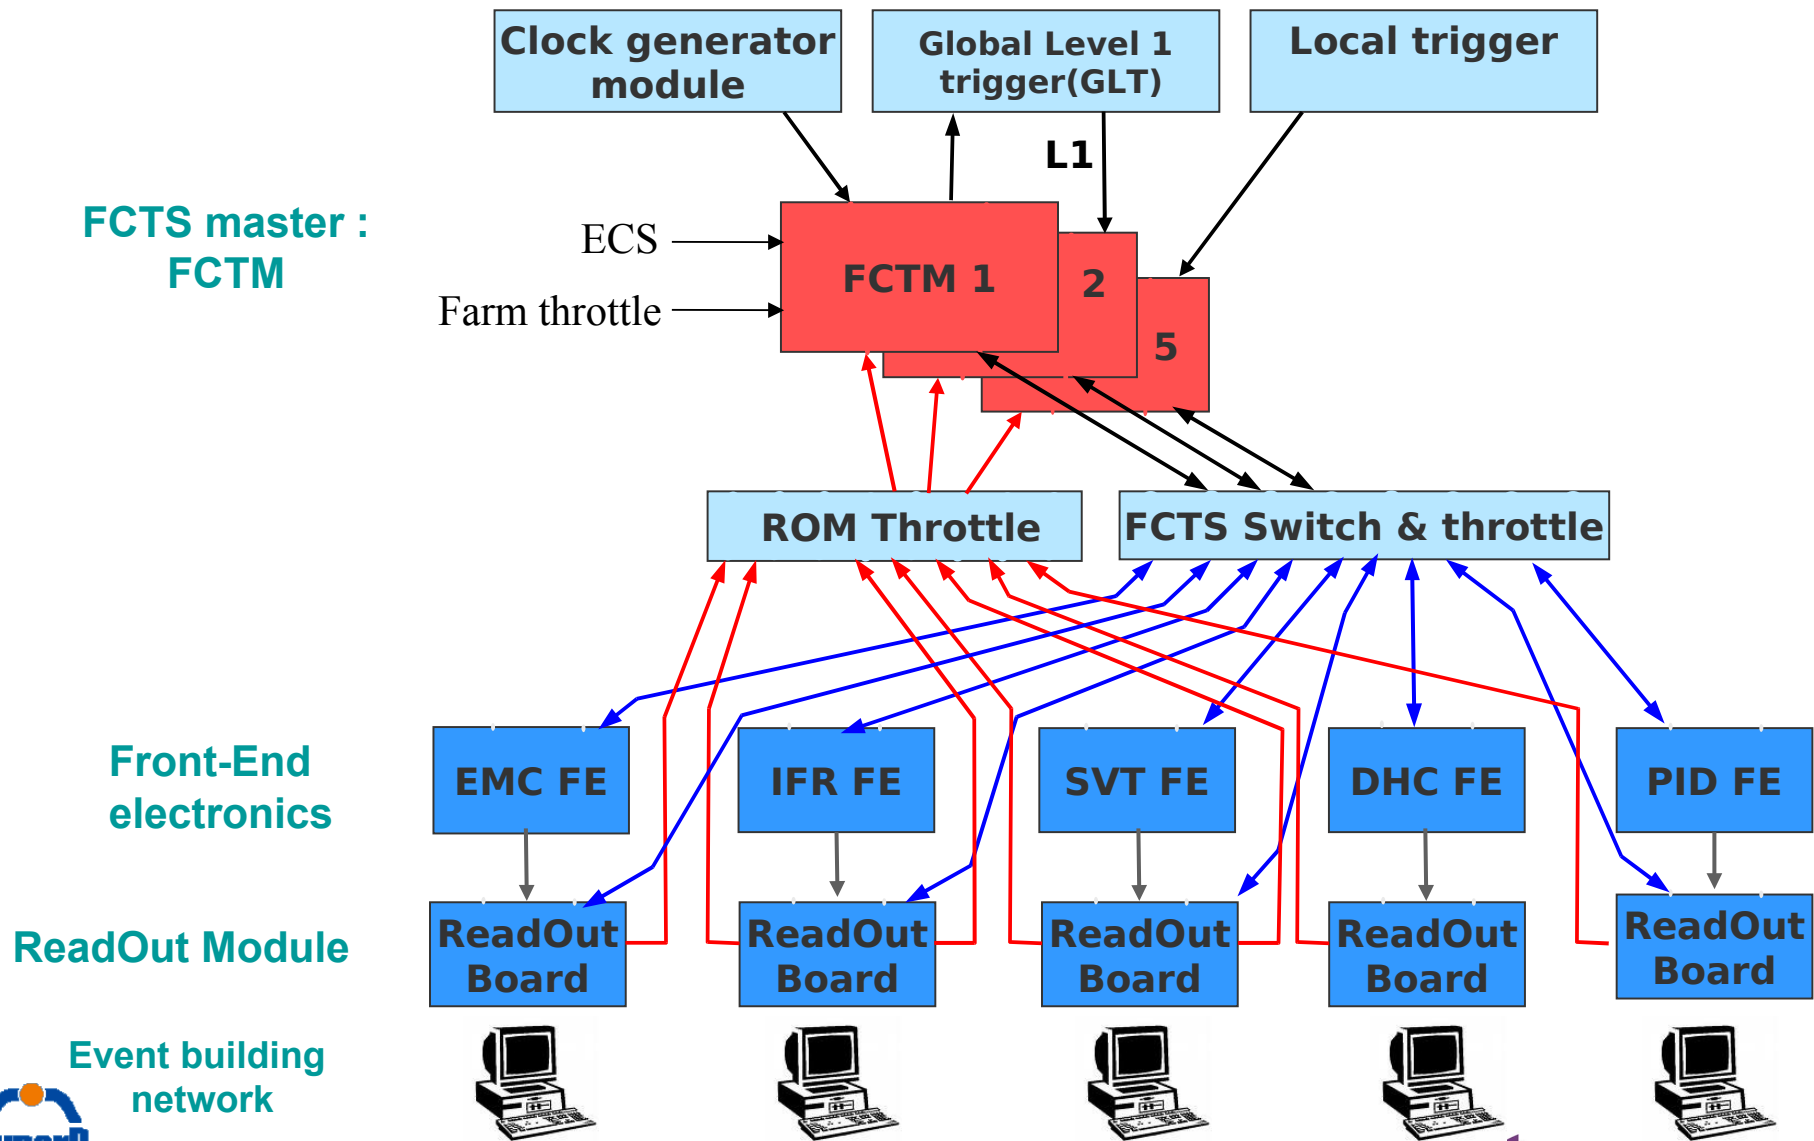 Clock generator
module
Global Level 1
trigger(GLT)
Local trigger
L1
FCTS master :
FCTM
ECS
Farm throttle
FCTM 1
2
5
ROM Throttle
FCTS Switch & throttle
Front-End
electronics
EMC FE
IFR FE
SVT FE
DHC FE
PID FE
ReadOut Module
ReadOut
Board
ReadOut
Board
ReadOut
Board
ReadOut
Board
ReadOut
Board
Event building
network